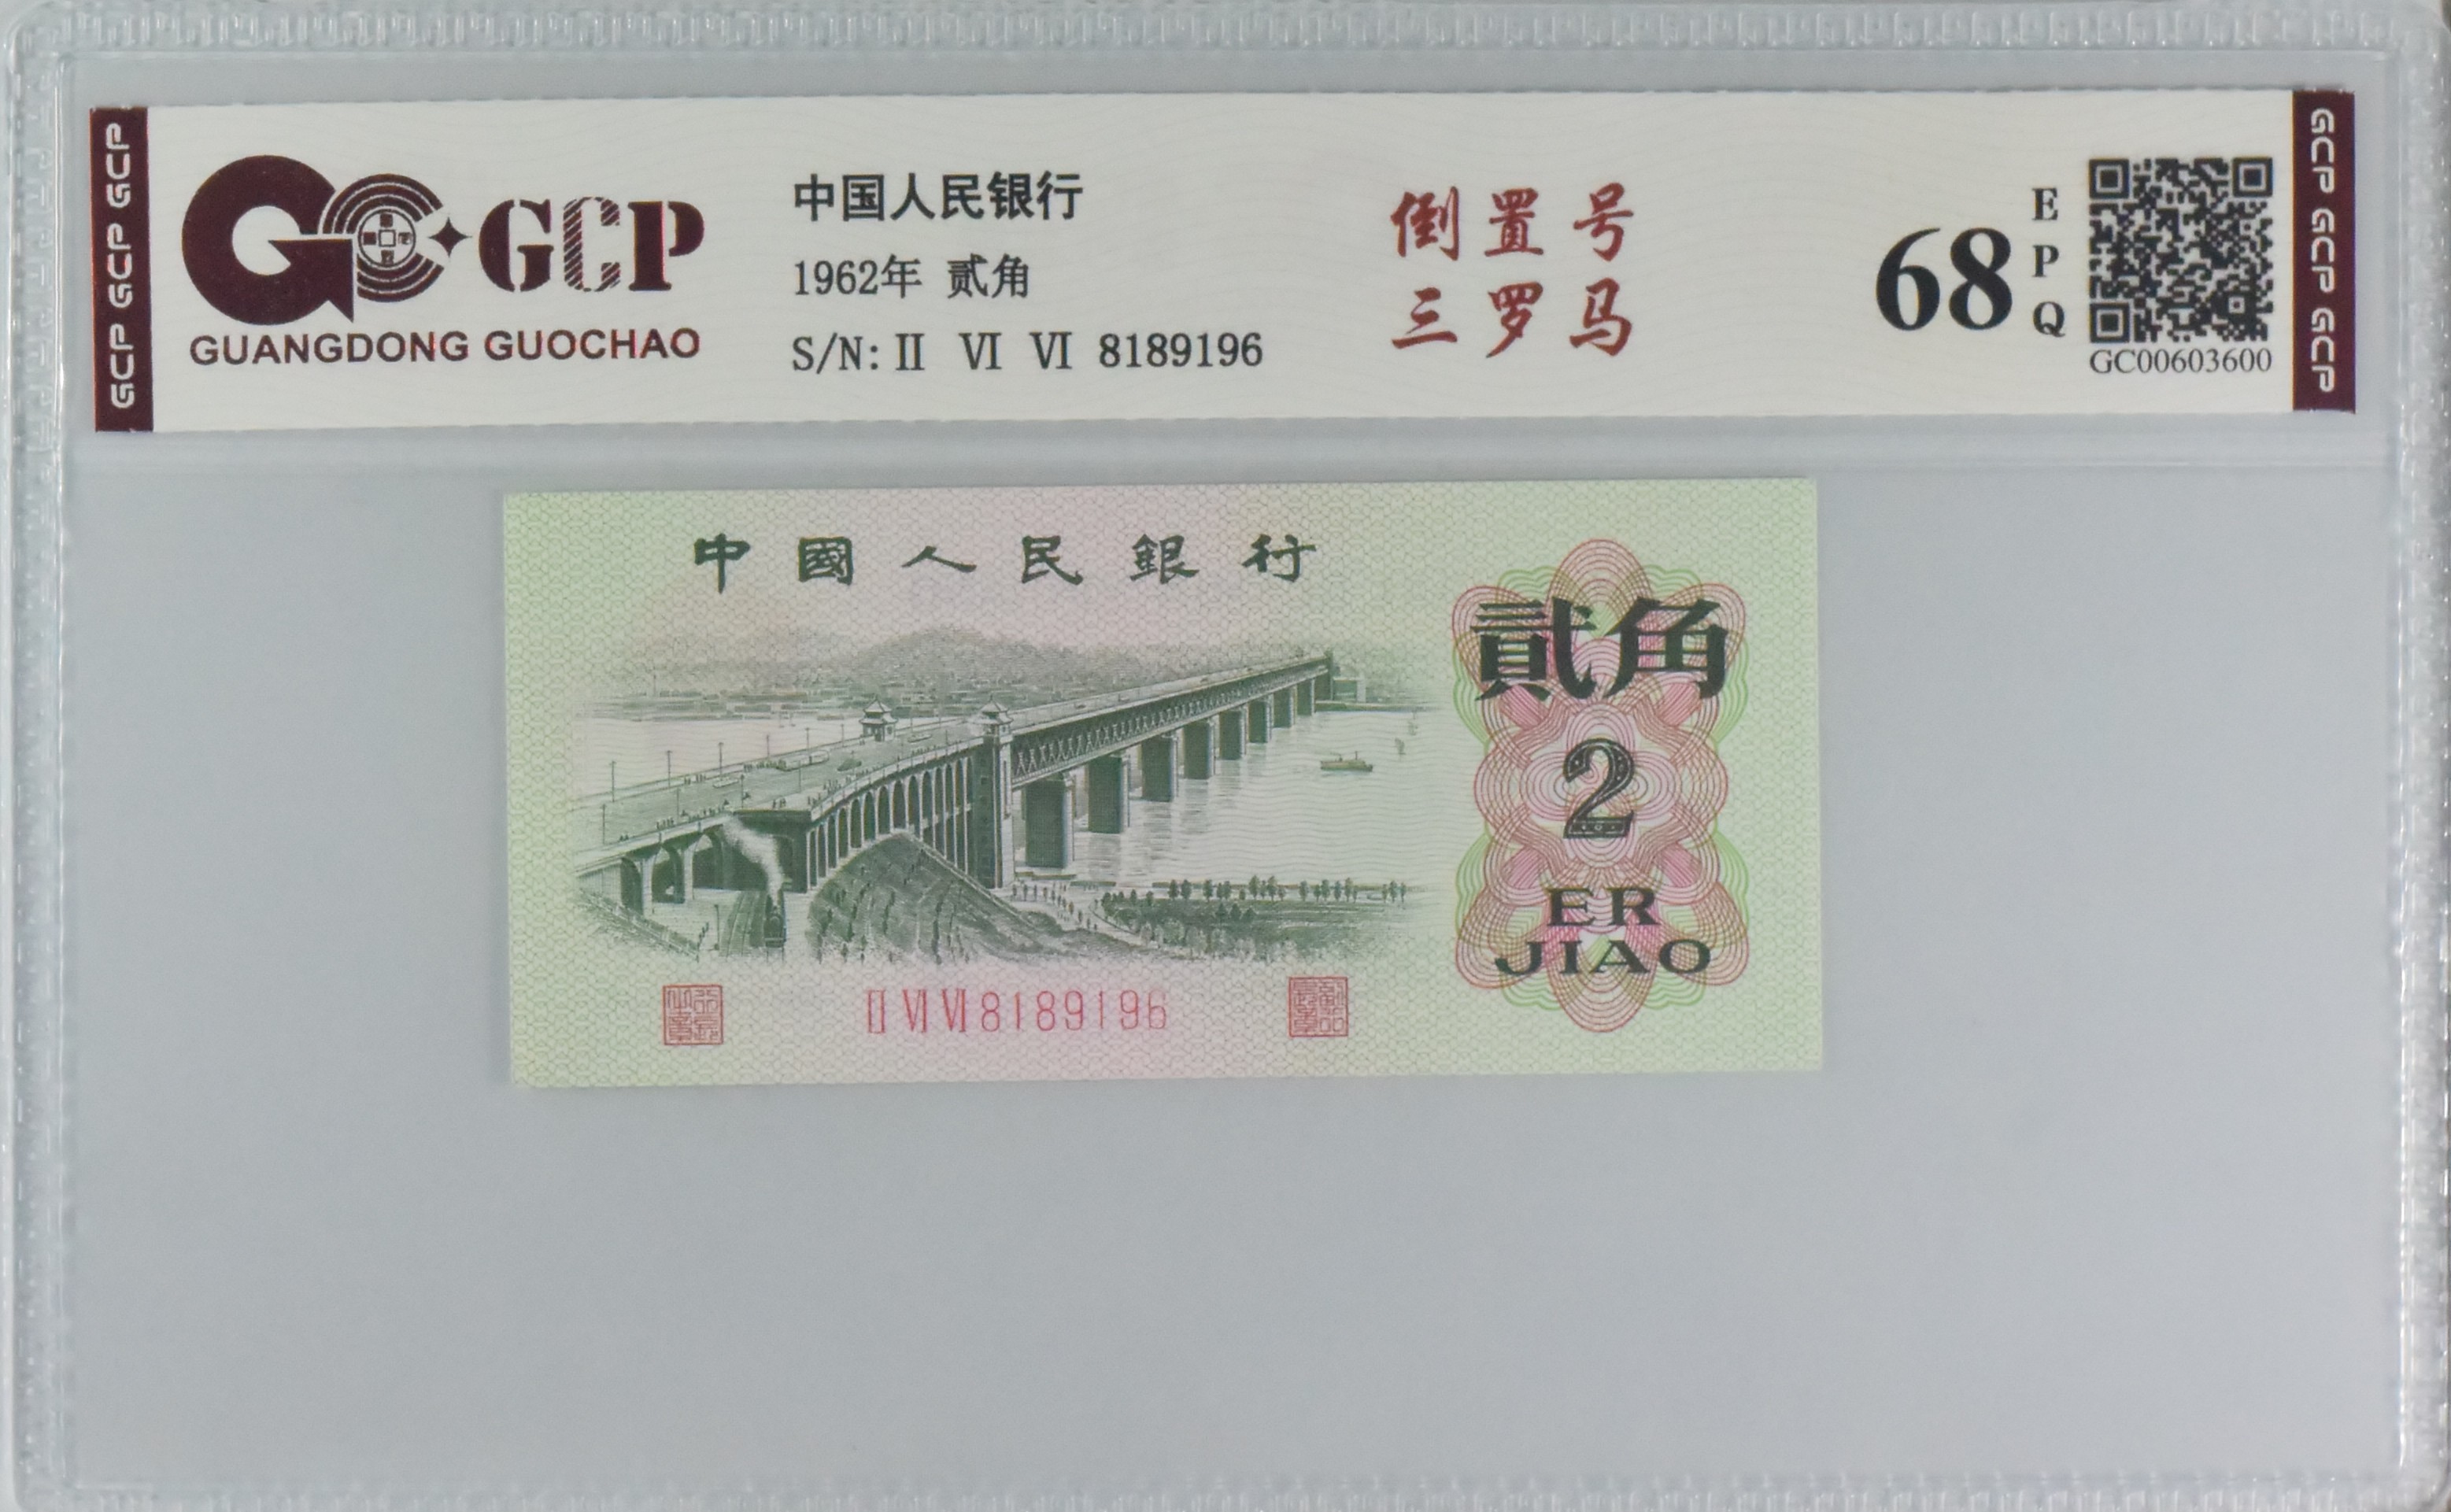 GCP GCP GCP
GCP
GUANGDONG GUOCHAO
中国人民银行
1962年 贰角
S/N: II VI VI 8189196
倒置号
三罗马
68
EPQ
GC00603600
GCP GCP GCP
中國人民銀行
貳角
2
ER
JIAO
II VI VI 8189196